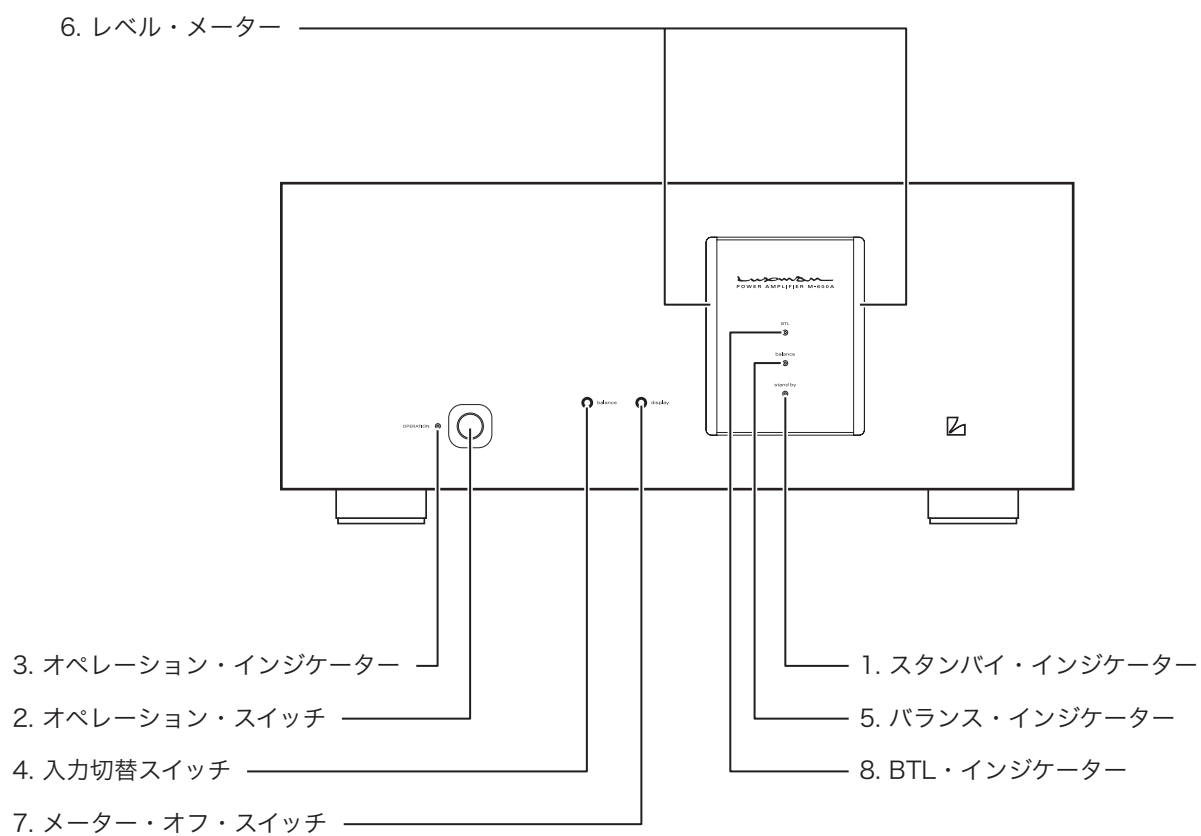 6. レベル・メーター
Luxman
POWER AMPLIFIER M-600A
BTL
balance
stand by
balance
display
OPERATION
3. オペレーション・インジケーター
1. スタンバイ・インジケーター
2. オペレーション・スイッチ
5. バランス・インジケーター
4. 入力切替スイッチ
8. BTL・インジケーター
7. メーター・オフ・スイッチ